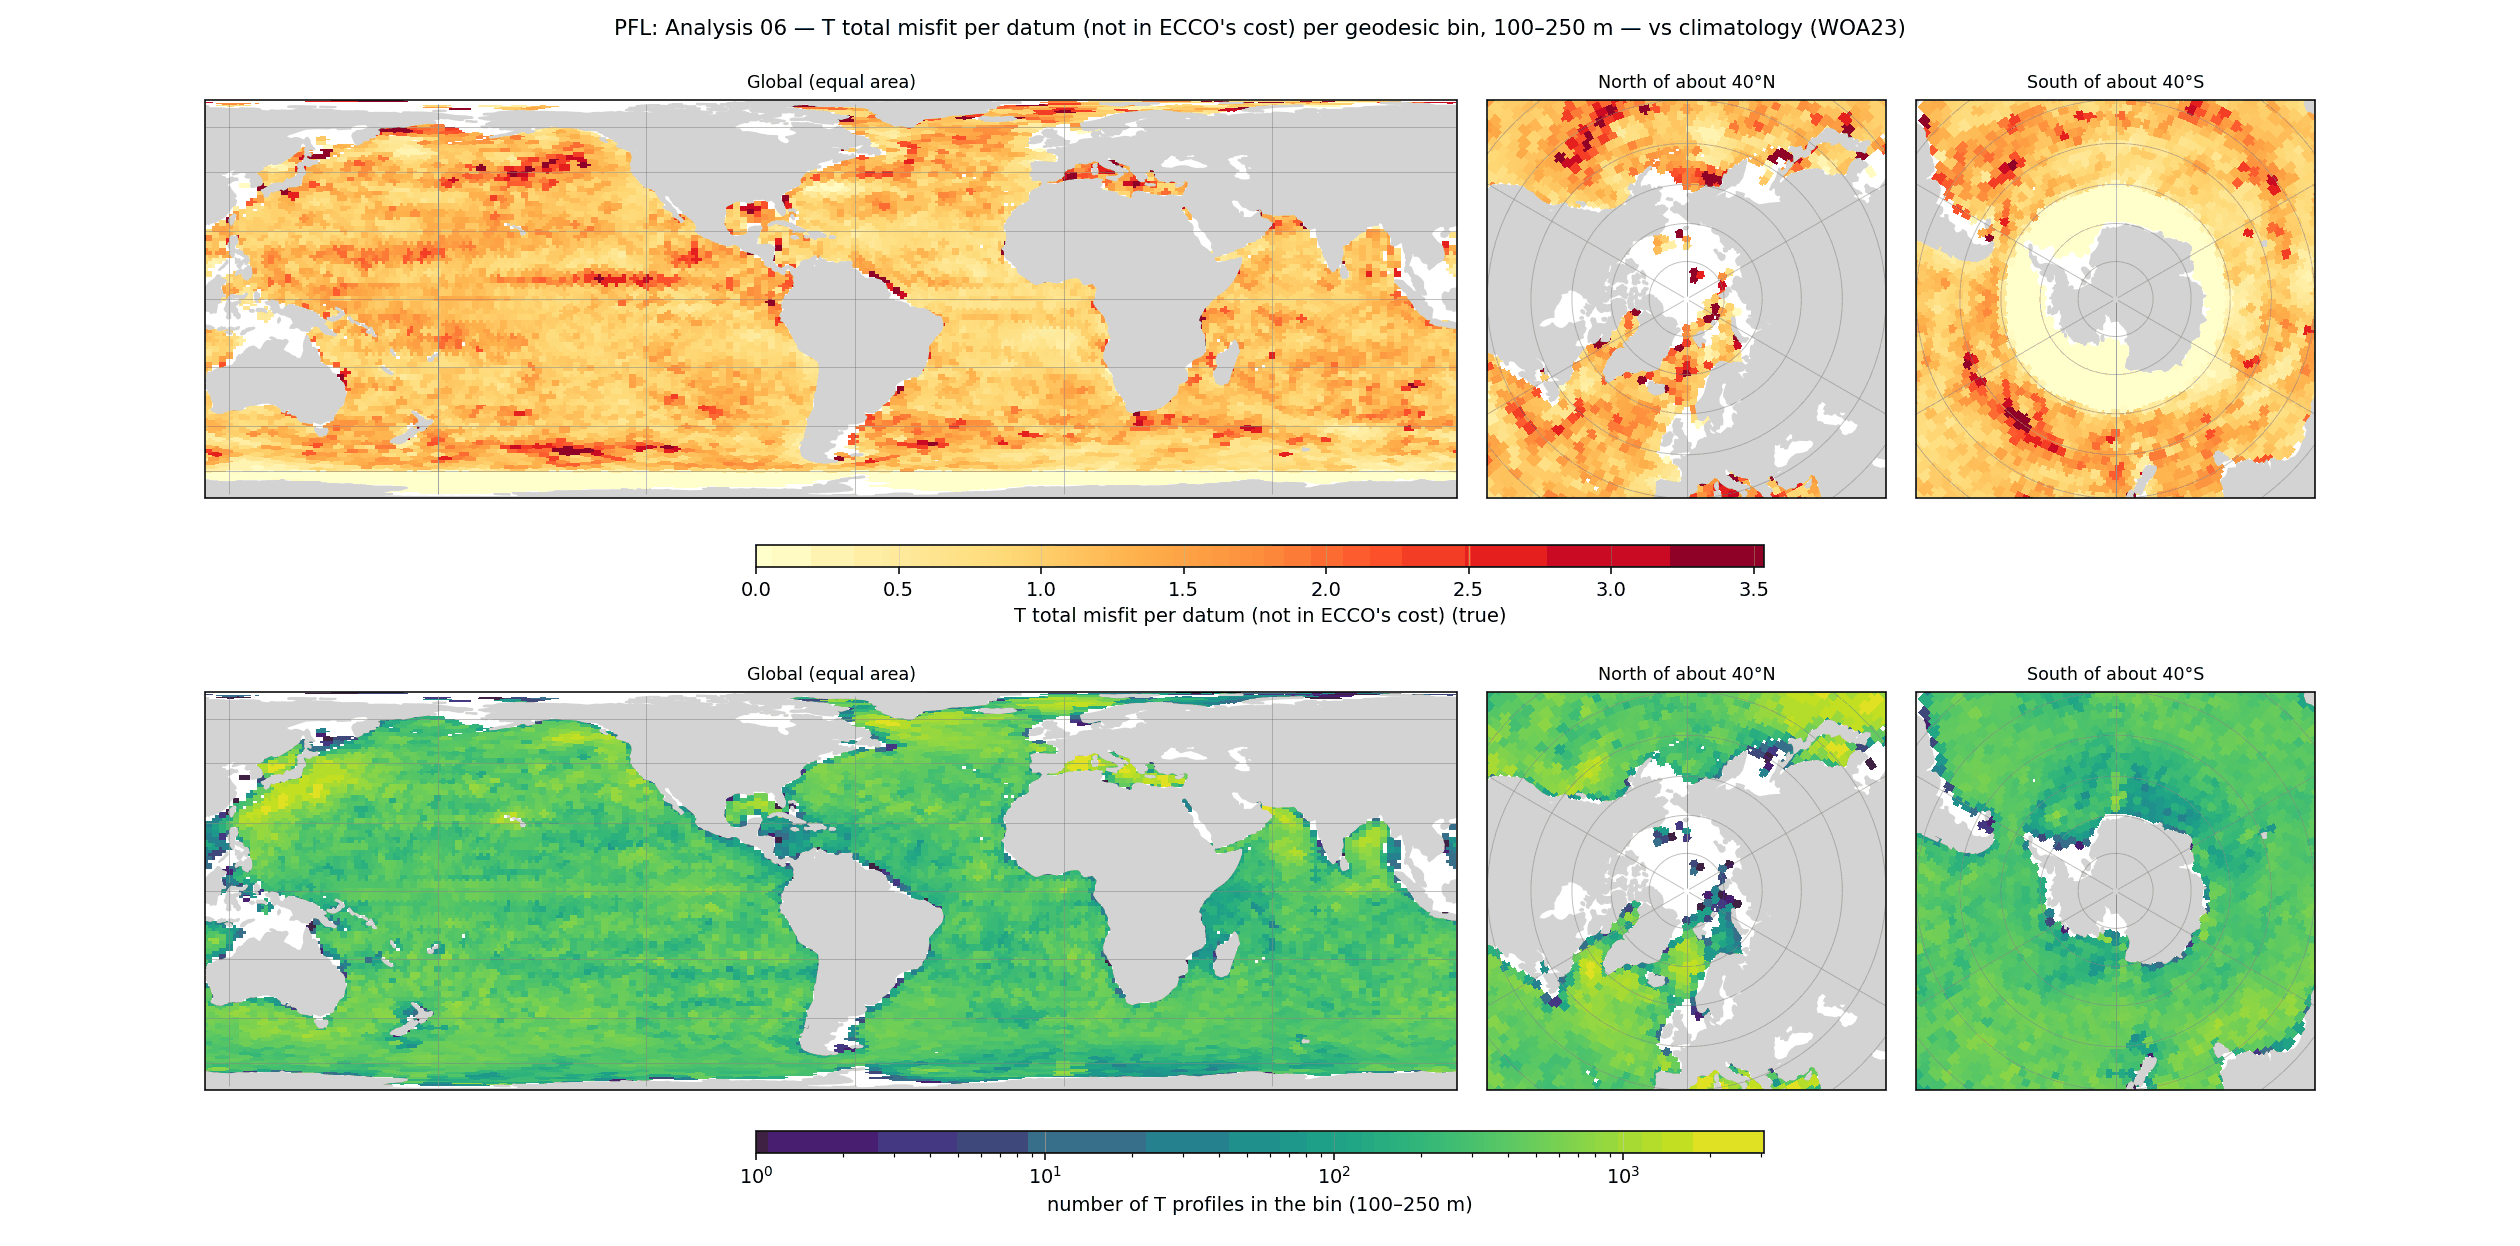 PFL: Analysis 06 — T total misfit per datum (not in ECCO's cost) per geodesic bin, 100–250 m — vs climatology (WOA23)
Global (equal area)
North of about 40°N
South of about 40°S
0.0 0.5 1.0 1.5 2.0 2.5 3.0 3.5
T total misfit per datum (not in ECCO's cost) (true)
Global (equal area)
North of about 40°N
South of about 40°S
10⁰ 10¹ 10² 10³
number of T profiles in the bin (100–250 m)